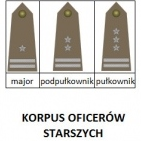 major podpułkownik pułkownik
KORPUS OFICERÓW
STARSZYCH